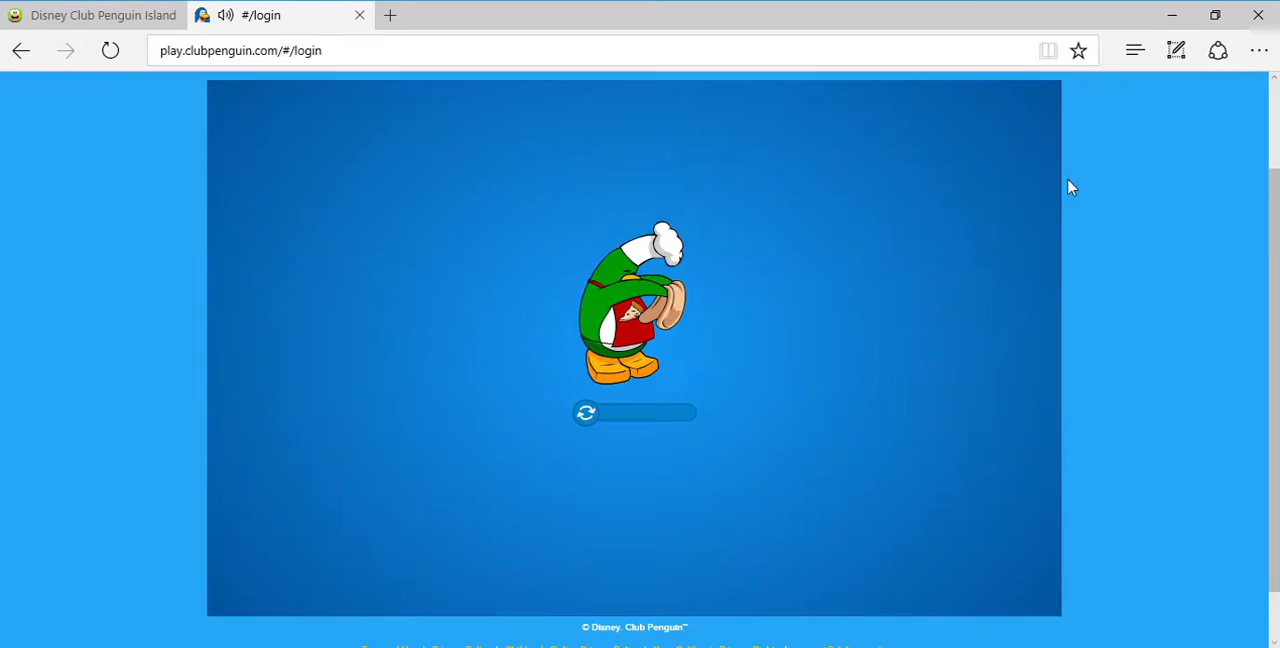 Disney Club Penguin Island
#/login
play.clubpenguin.com/#/login
© Disney. Club Penguin™